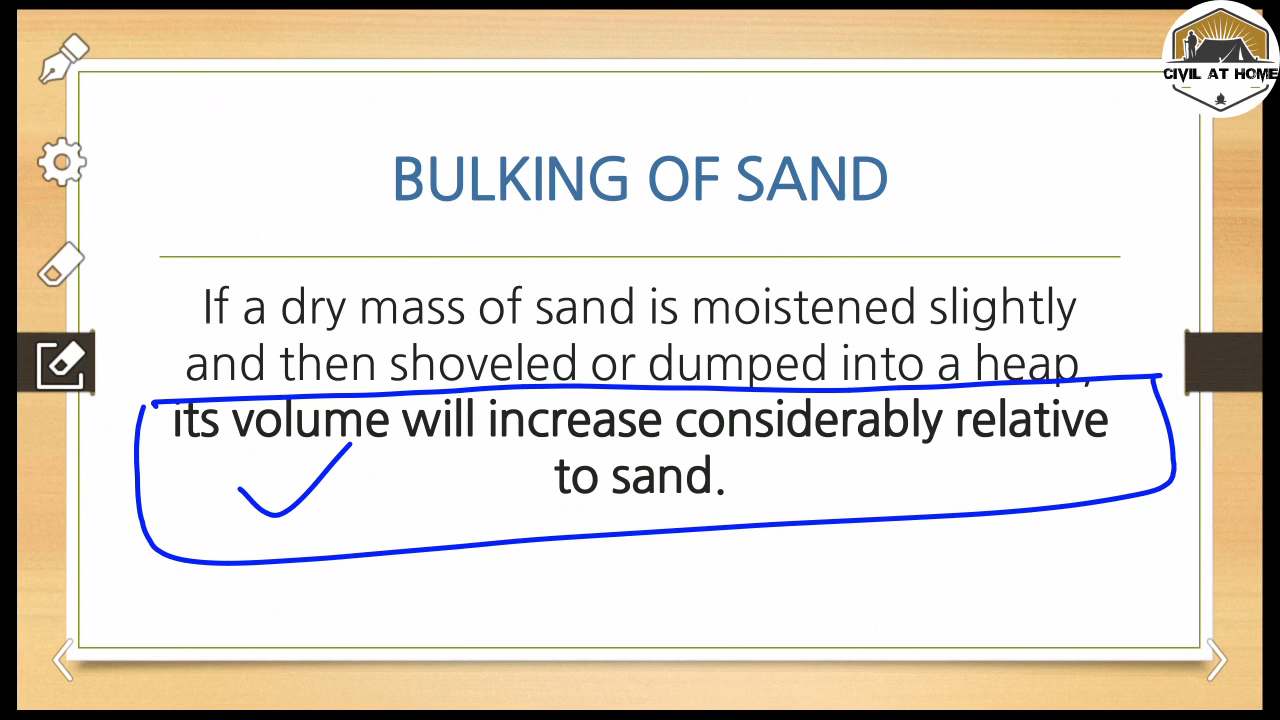 CIVIL AT HOME
BULKING OF SAND
If a dry mass of sand is moistened slightly
and then shoveled or dumped into a heap,
its volume will increase considerably relative
to sand.